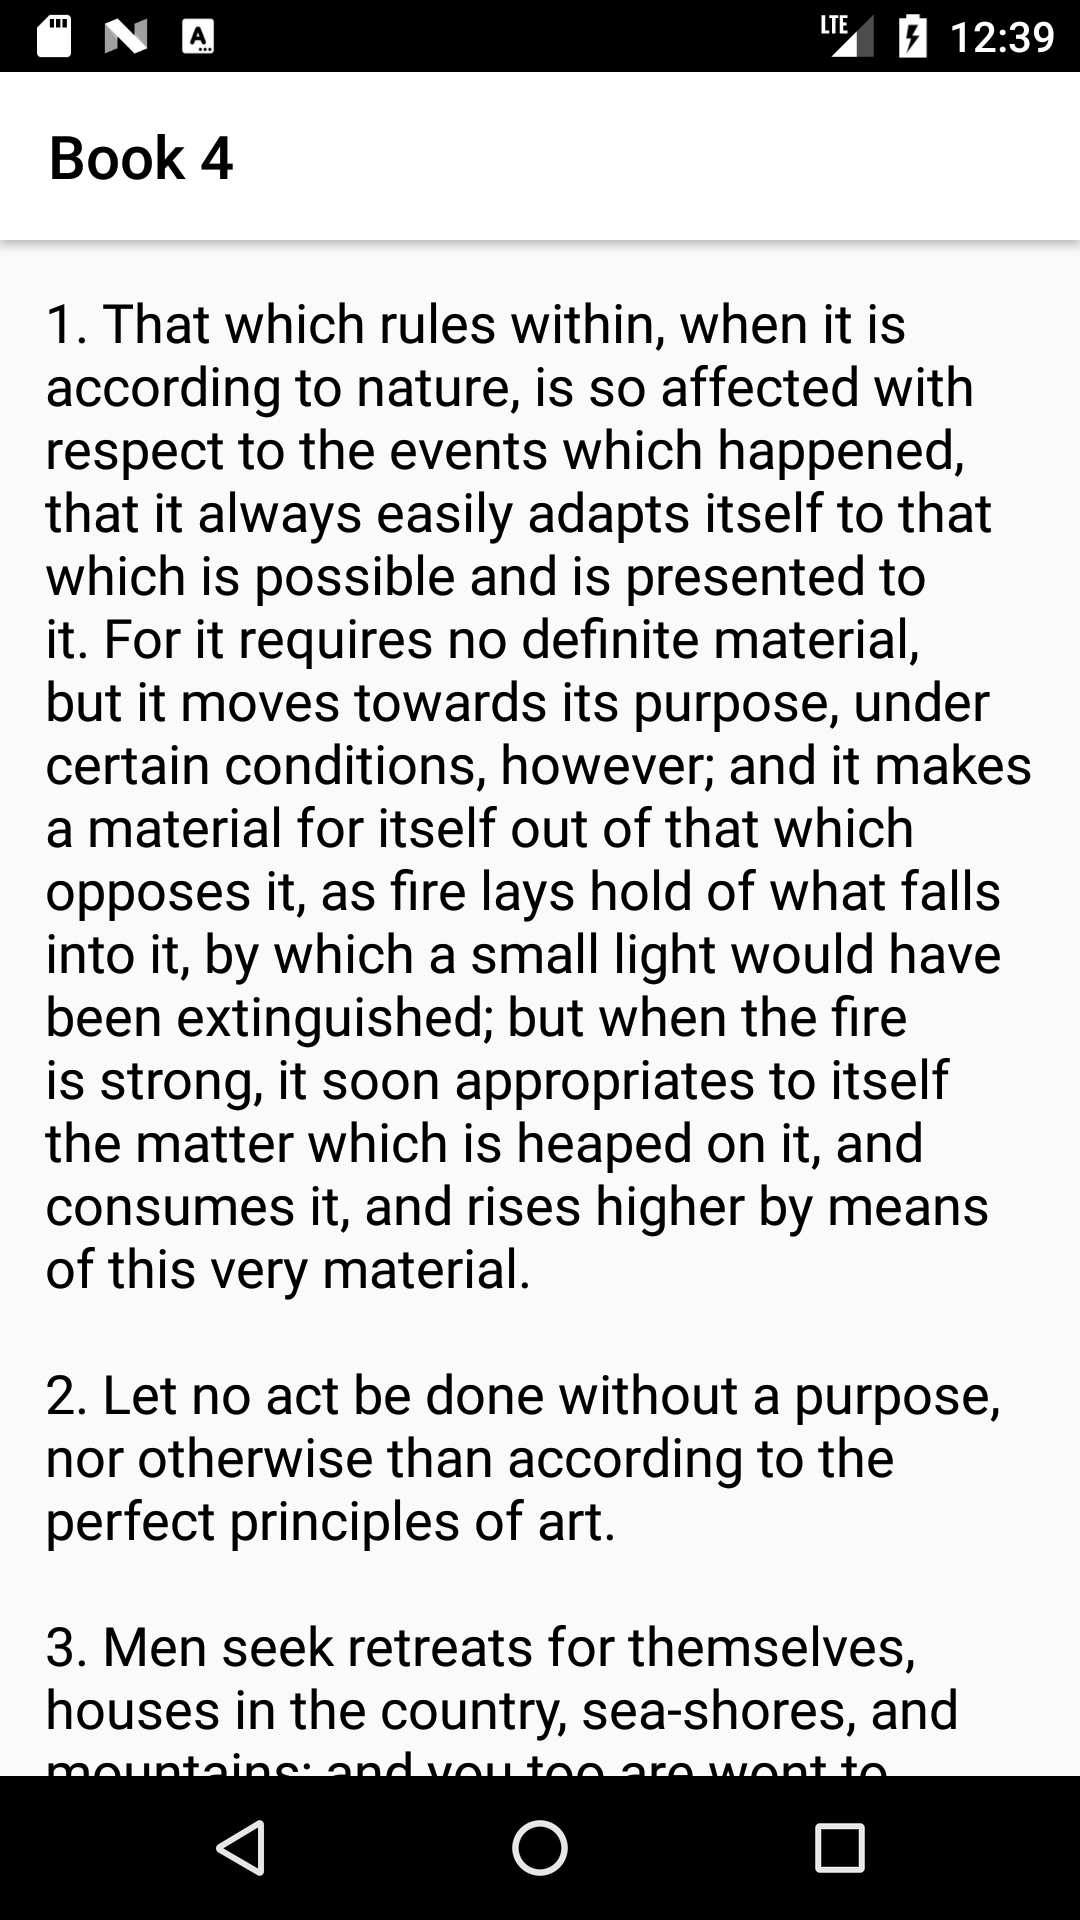 LTE 12:39
Book 4
1. That which rules within, when it is
according to nature, is so affected with
respect to the events which happened,
that it always easily adapts itself to that
which is possible and is presented to
it. For it requires no definite material,
but it moves towards its purpose, under
certain conditions, however; and it makes
a material for itself out of that which
opposes it, as fire lays hold of what falls
into it, by which a small light would have
been extinguished; but when the fire
is strong, it soon appropriates to itself
the matter which is heaped on it, and
consumes it, and rises higher by means
of this very material.
2. Let no act be done without a purpose,
nor otherwise than according to the
perfect principles of art.
3. Men seek retreats for themselves,
houses in the country, sea-shores, and
mountains; and you too are wont to